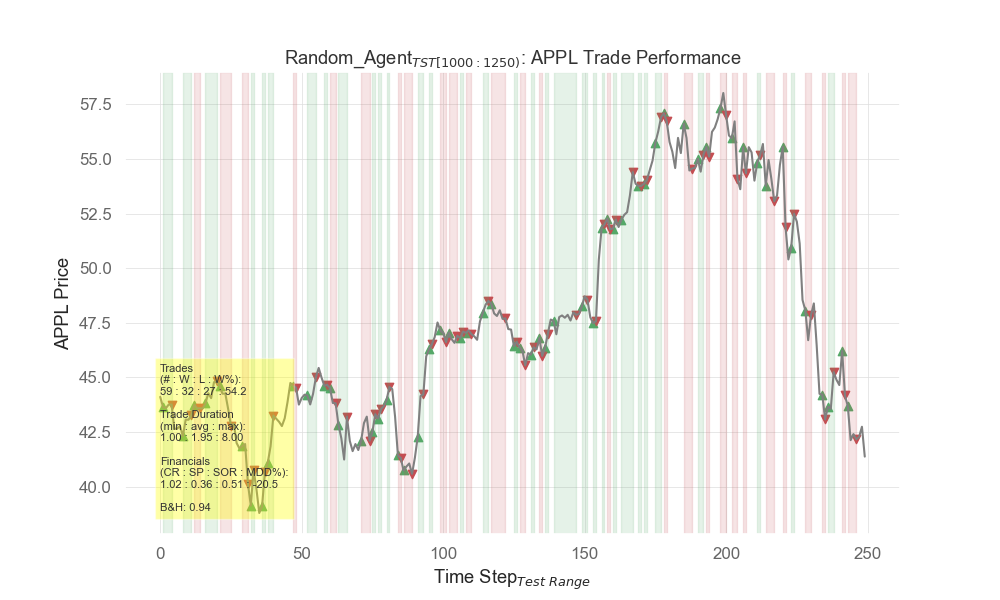 Random_Agent TST[1000:1250) : APPL Trade Performance
57.5
55.0
52.5
50.0
47.5
45.0
42.5
40.0
APPL Price
Trades
(# : W : L : W%):
59 : 32 : 27 : 54.2
Trade Duration
(min : avg : max):
1.00 : 1.95 : 8.00
Financials
(CR : SP : SOR : MDD%):
1.02 : 0.36 : 0.51 : -20.5
B&H: 0.94
0 50 100 150 200 250
Time Step Test Range